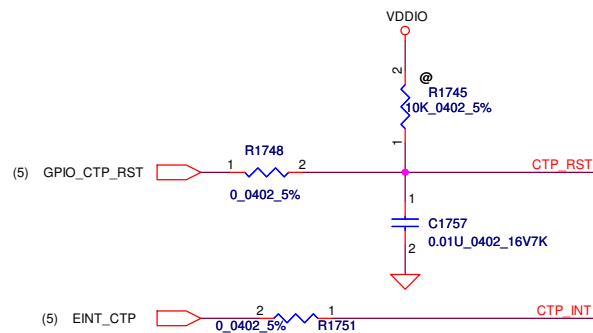 VDDIO
2
@
R1745
10K_0402_5%
1
R1748
(5) GPIO_CTP_RST
1
2
CTP_RST
0_0402_5%
1
C1757
0.01U_0402_16V7K
2
(5) EINT_CTP
2
1
CTP_INT
0_0402_5%
R1751